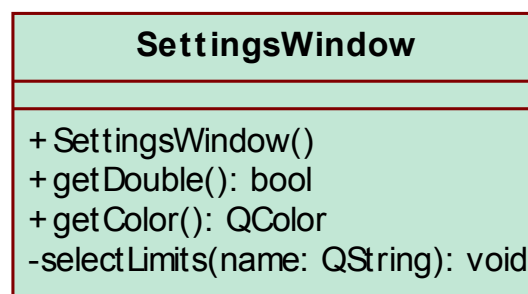 SettingsWindow
+ SettingsWindow()
+ getDouble(): bool
+ getColor(): QColor
-selectLimits(name: QString): void